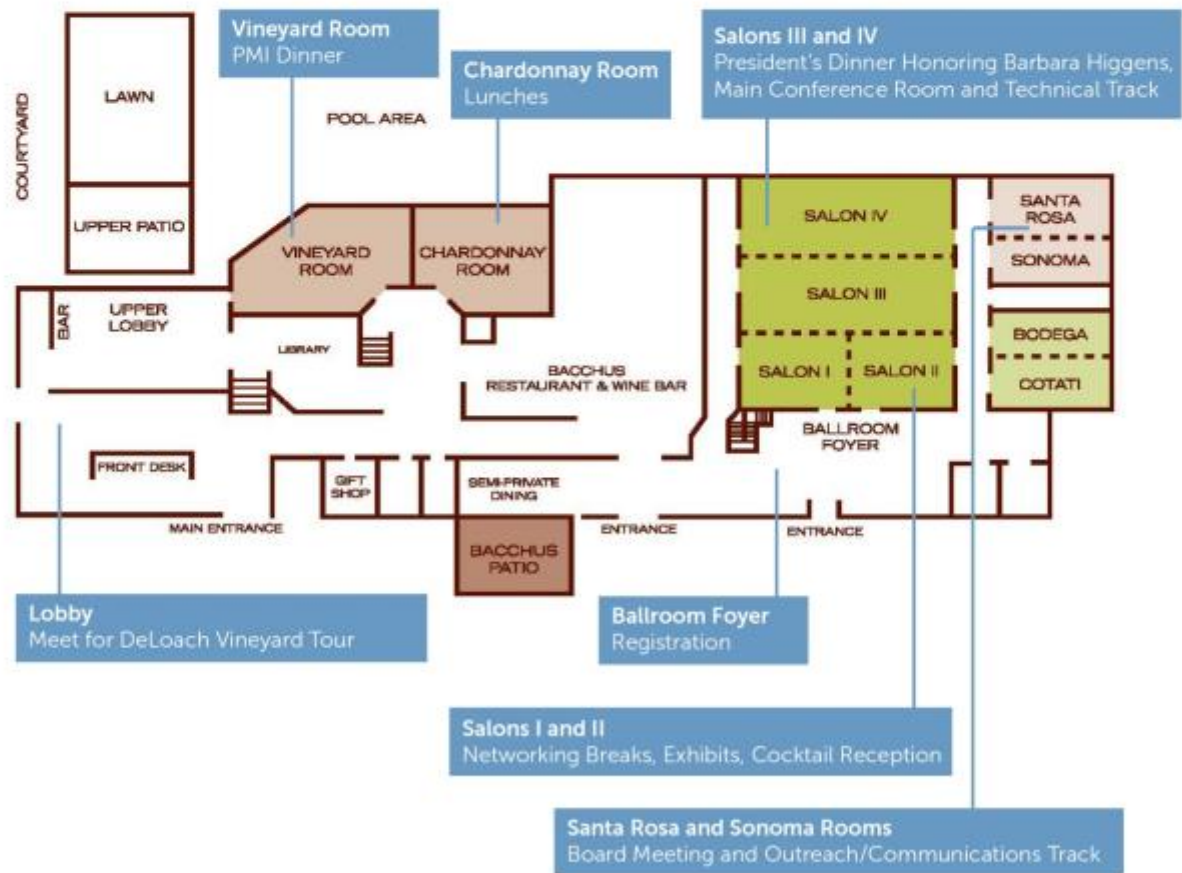 Vineyard Room
PMI Dinner
Chardonnay Room
Lunches
Salons III and IV
President's Dinner Honoring Barbara Higgens,
Main Conference Room and Technical Track
COURTYARD
LAWN
UPPER PATIO
POOL AREA
VINEYARD
ROOM
CHARDONNAY
ROOM
SALON IV
SALON III
SALON I
SALON II
SANTA
ROSA
SONOMA
BODEGA
COTATI
BAR
UPPER
LOBBY
LIBRARY
BACCHUS
RESTAURANT & WINE BAR
BALLROOM
FOYER
FRONT DESK
GIFT
SHOP
SEMI-PRIVATE
DINING
MAIN ENTRANCE
BACCHUS
PATIO
ENTRANCE
ENTRANCE
Lobby
Meet for DeLoach Vineyard Tour
Ballroom Foyer
Registration
Salons I and II
Networking Breaks, Exhibits, Cocktail Reception
Santa Rosa and Sonoma Rooms
Board Meeting and Outreach/Communications Track